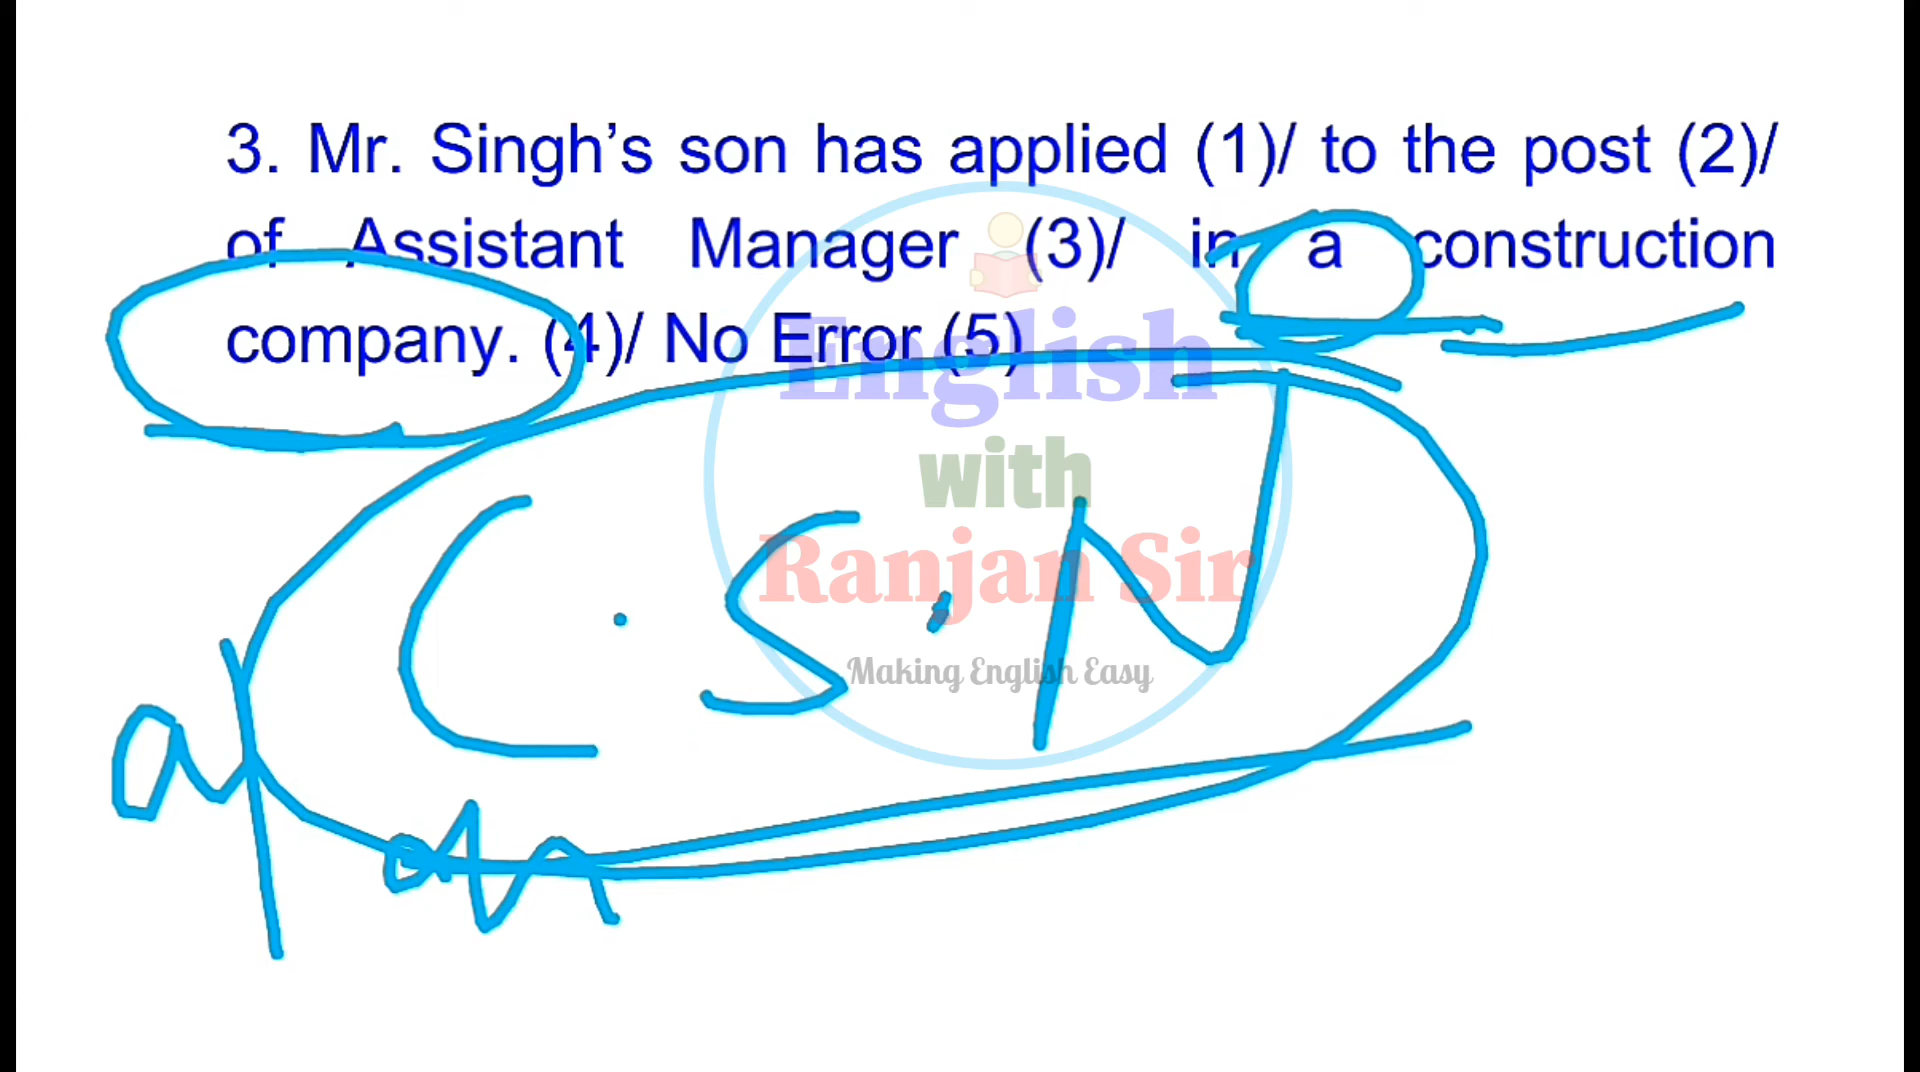 3. Mr. Singh’s son has applied (1)/ to the post (2)/
of Assistant Manager (3)/ in a construction
company. (4)/ No Error (5)
English
with
Ranjan Sir
Making English Easy
C . S . N
a/an